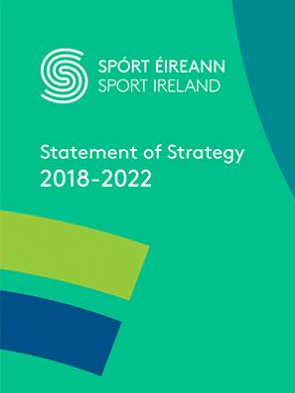 SPÓRT ÉIREANN
SPORT IRELAND
Statement of Strategy
2018-2022